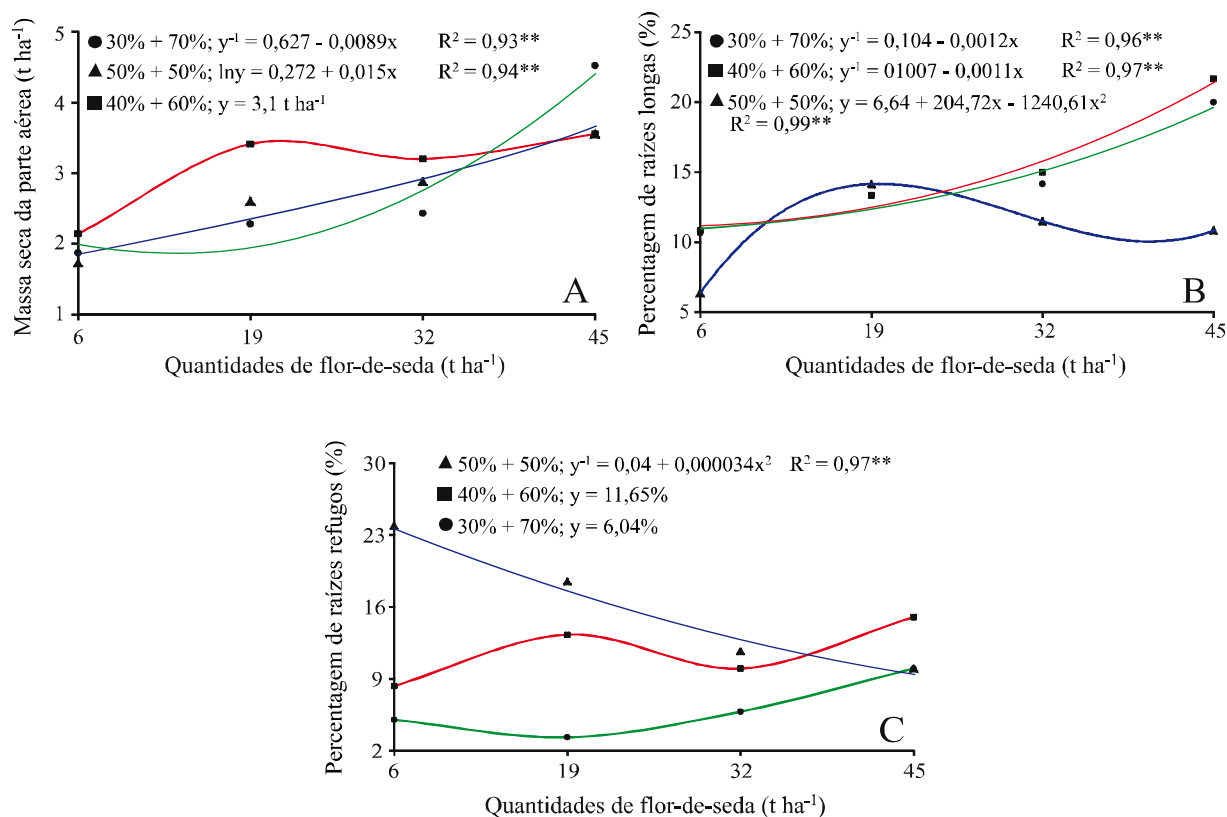 Massa seca da parte aérea (t ha⁻¹)
5
4
3
2
1
30% + 70%; y⁻¹ = 0,627 - 0,0089x R² = 0,93**
50% + 50%; lny = 0,272 + 0,015x R² = 0,94**
40% + 60%; y = 3,1 t ha⁻¹
A
6 19 32 45
Quantidades de flor-de-seda (t ha⁻¹)
Percentagem de raízes longas (%)
25
20
15
10
5
30% + 70%; y⁻¹ = 0,104 - 0,0012x R² = 0,96**
40% + 60%; y⁻¹ = 01007 - 0,0011x R² = 0,97**
50% + 50%; y = 6,64 + 204,72x - 1240,61x²
R² = 0,99**
B
6 19 32 45
Quantidades de flor-de-seda (t ha⁻¹)
Percentagem de raízes refugos (%)
30
23
16
9
2
50% + 50%; y⁻¹ = 0,04 + 0,000034x² R² = 0,97**
40% + 60%; y = 11,65%
30% + 70%; y = 6,04%
C
6 19 32 45
Quantidades de flor-de-seda (t ha⁻¹)